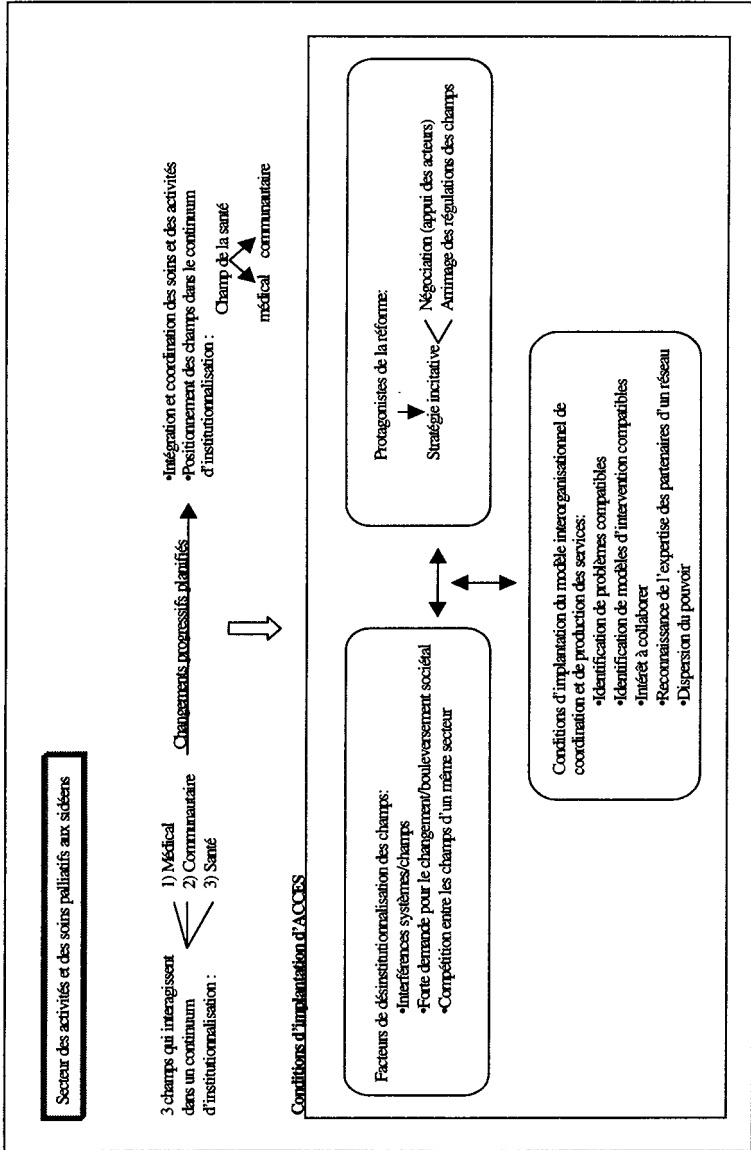 Secteur des activités et des soins palliatifs aux sidéens
3 champs qui interagissent
dans un continuum
d'institutionnalisation :
1) Médical
2) Communautaire
3) Santé
Changements progressifs planifiés
•Intégration et coordination des soins et des activités
•Positionnement des champs dans le continuum
d'institutionnalisation :
Champ de la santé
médical communautaire
Conditions d'implantation d'ACCES
Facteurs de désinstitutionnalisation des champs:
•Interférences systèmes/champs
•Forte demande pour le changement/bouleversement sociétal
•Compétition entre les champs d'un même secteur
Protagonistes de la réforme:
Stratégie incitative
Négociation (appui des acteurs)
Arrimage des régulations des champs
Conditions d'implantation du modèle interorganisationnel de
coordination et de production des services:
•Identification de problèmes compatibles
•Identification de modèles d'intervention compatibles
•Intérêt à collaborer
•Reconnaissance de l'expertise des partenaires d'un réseau
•Dispersion du pouvoir